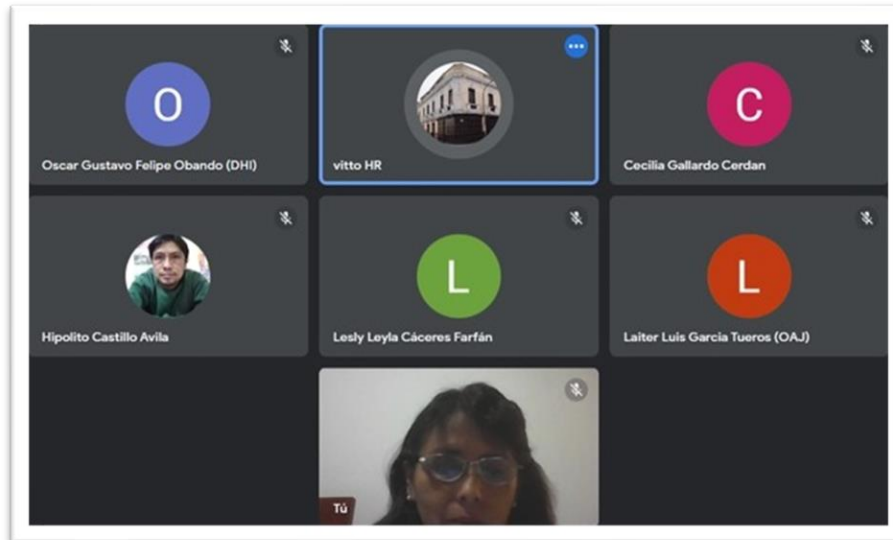 O
Oscar Gustavo Felipe Obando (DHI)
vitto HR
C
Cecilia Gallardo Cerdan
Hipolito Castillo Avila
L
Lesly Leyla Cáceres Farfán
L
Laiter Luis Garcia Tueros (OAJ)
Tú